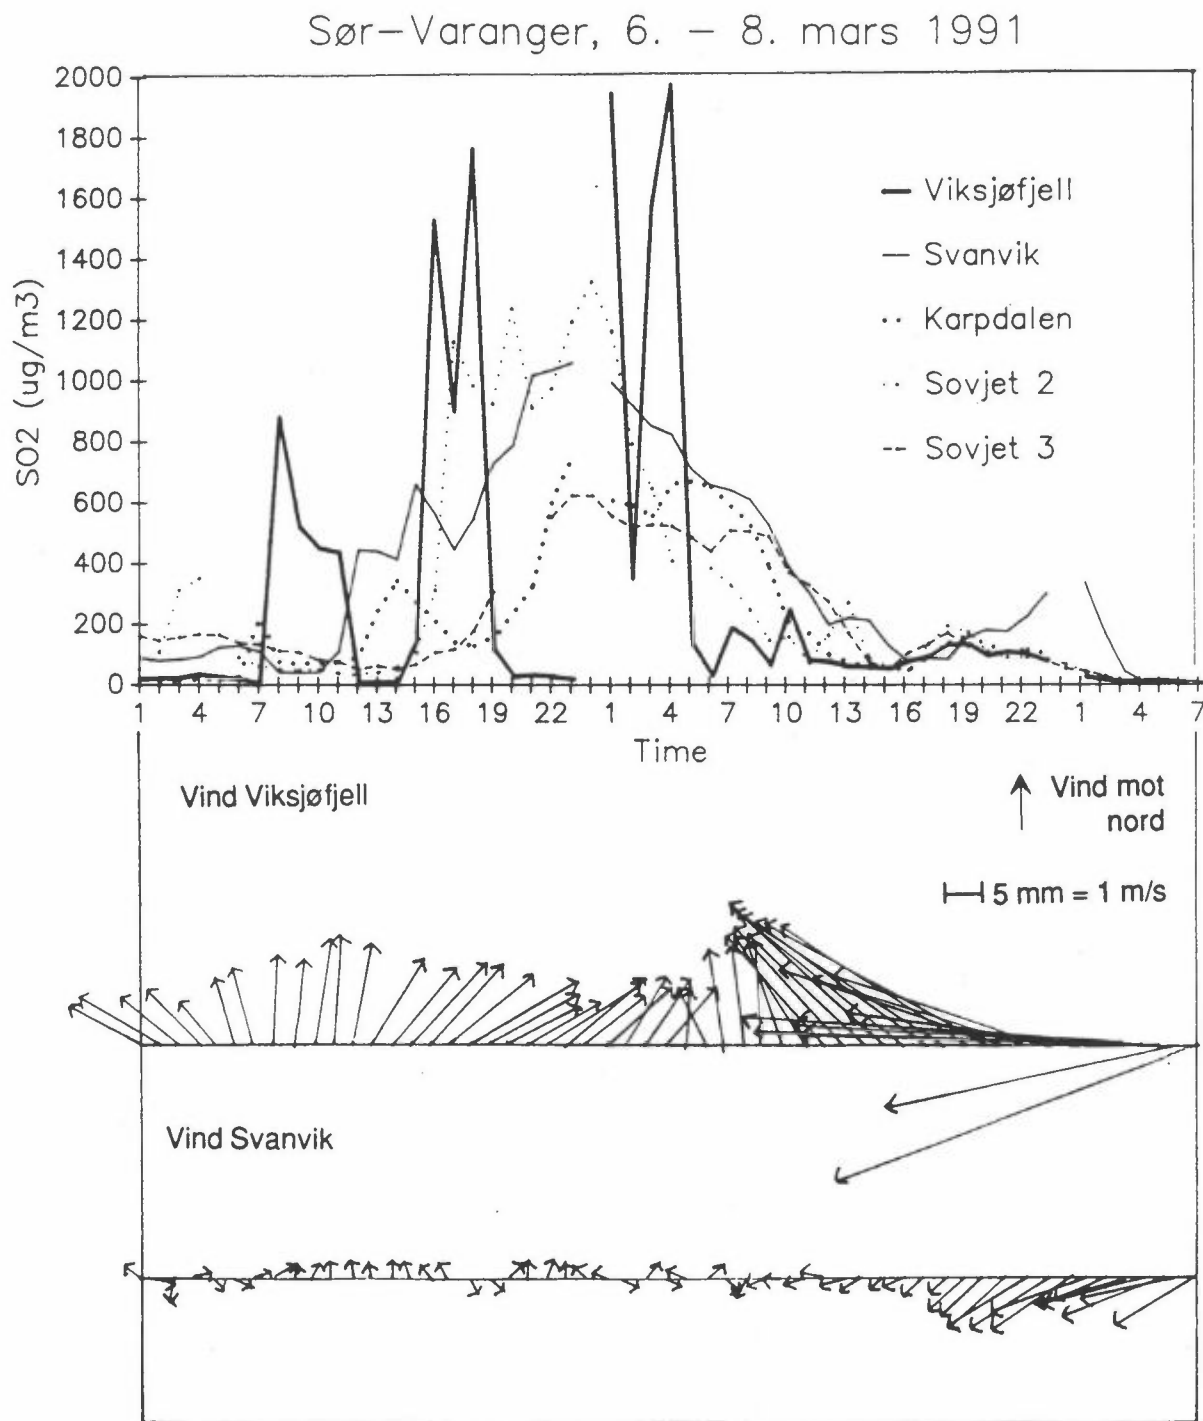 Sør-Varanger, 6. - 8. mars 1991
2000
1800
1600
1400
1200
1000
800
600
400
200
0
SO2 (ug/m3)
Viksjøfjell
Svanvik
Karpdalen
Sovjet 2
Sovjet 3
1 4 7 10 13 16 19 22 1 4 7 10 13 16 19 22 1 4 7
Time
Vind Viksjøfjell
Vind mot
nord
5 mm = 1 m/s
Vind Svanvik